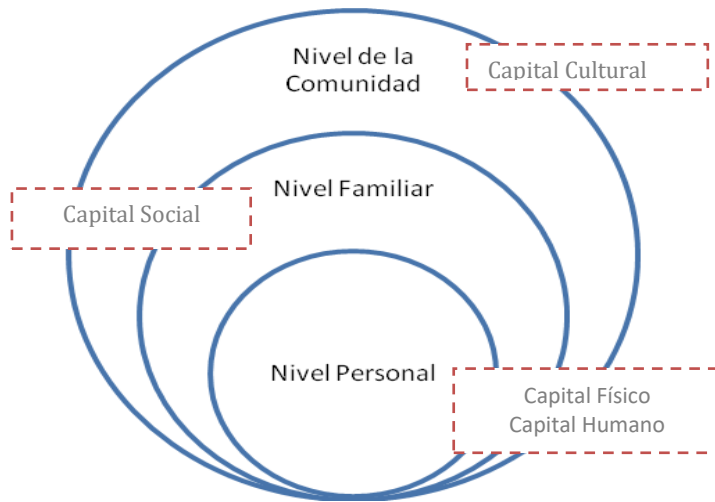 Nivel de la
Comunidad
Capital Cultural
Nivel Familiar
Capital Social
Nivel Personal
Capital Físico
Capital Humano